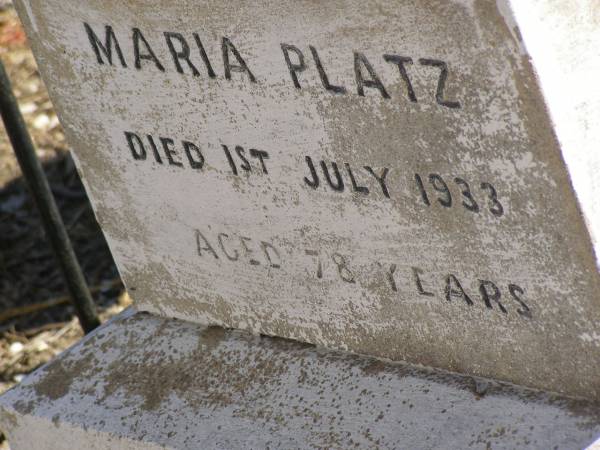 MARIA PLATZ
DIED 1ST JULY 1933
AGED 78 YEARS